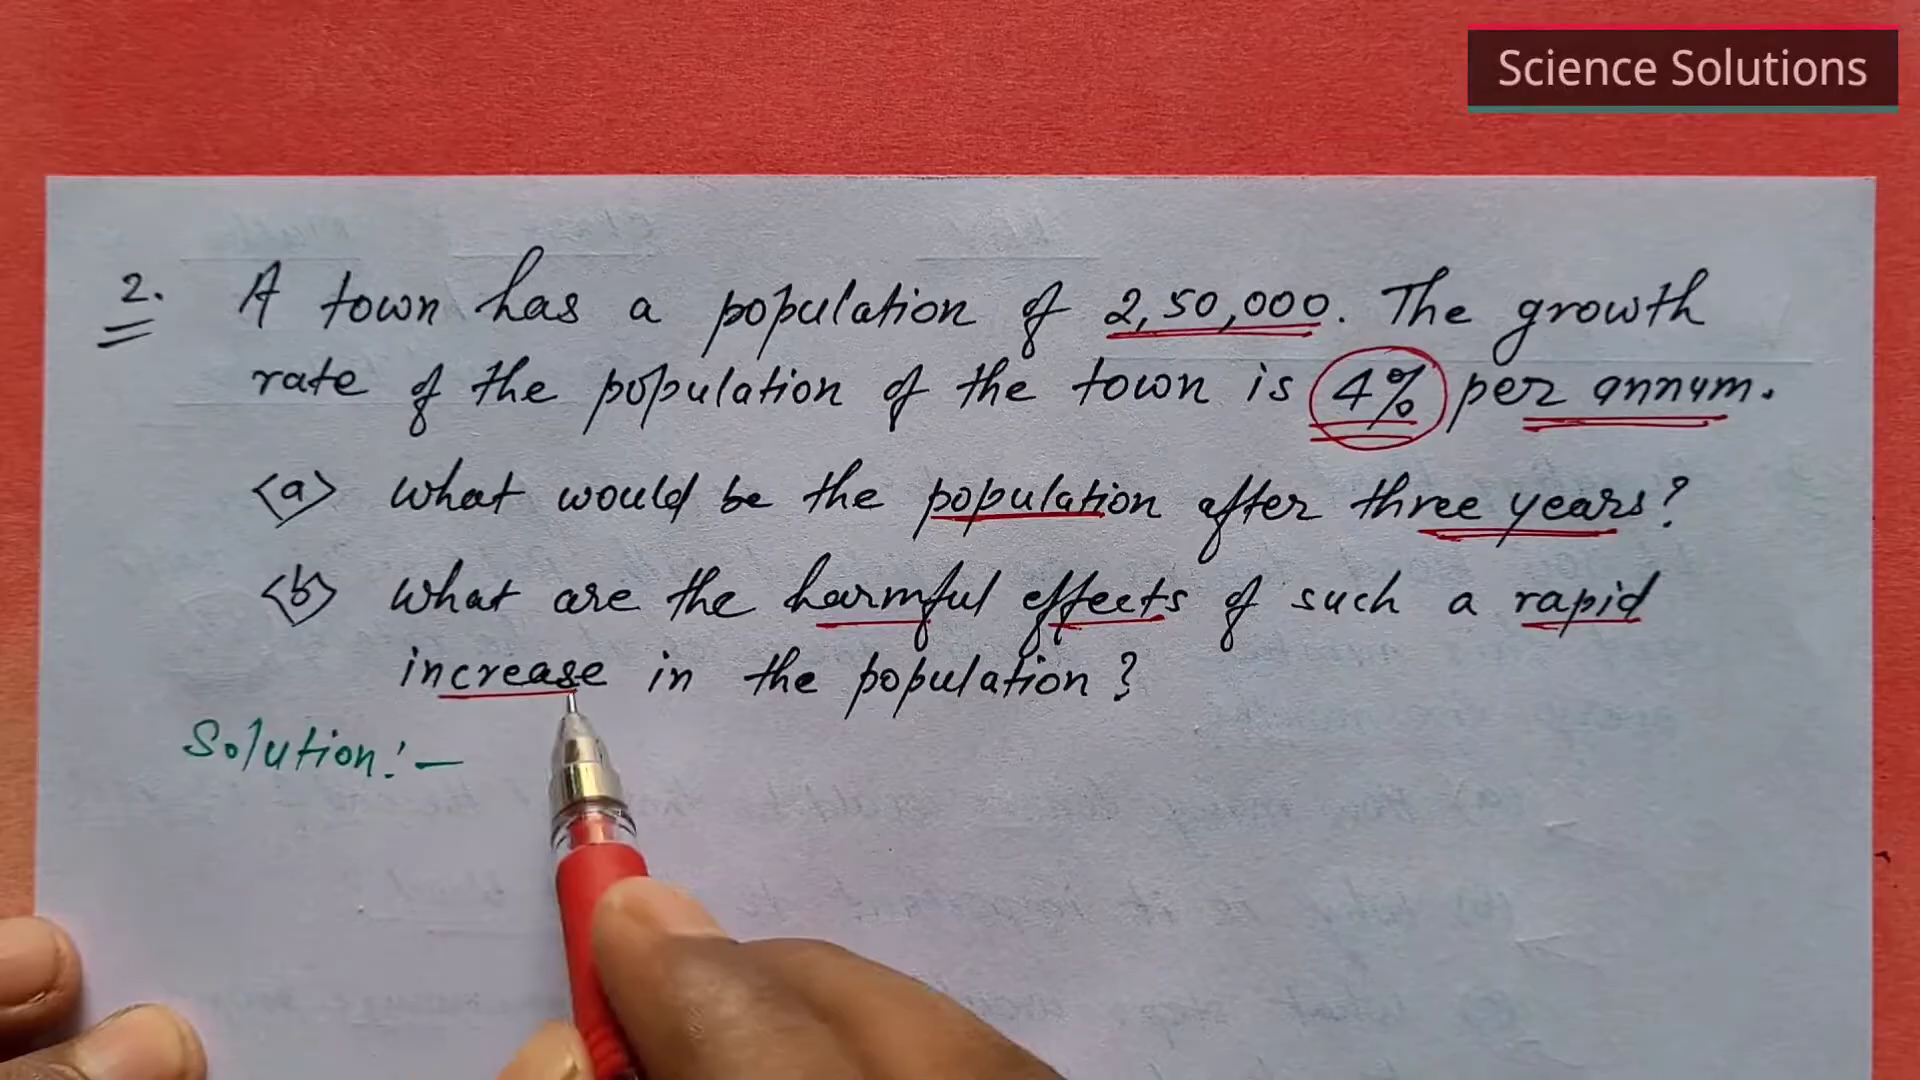 Science Solutions
2. A town has a population of 2,50,000. The growth
rate of the population of the town is 4% per annum.
(a) What would be the population after three years?
(b) What are the harmful effects of such a rapid
increase in the population?
Solution:-